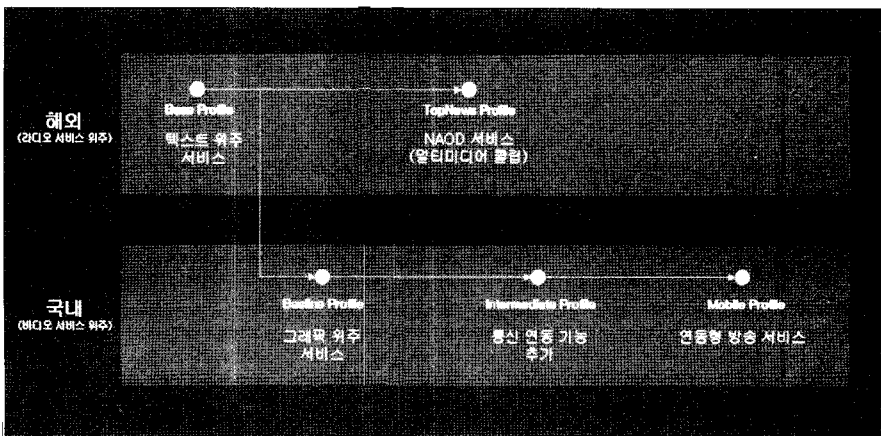 해외
(라디오 서비스 위주)
Base Profile
텍스트 위주
서비스
TopNews Profile
NAOD 서비스
(멀티미디어 클립)
국내
(비디오 서비스 위주)
Basline Profile
그래픽 위주
서비스
Intermediate Profile
통신 연동 기능
추가
Mobile Profile
연동형 방송 서비스